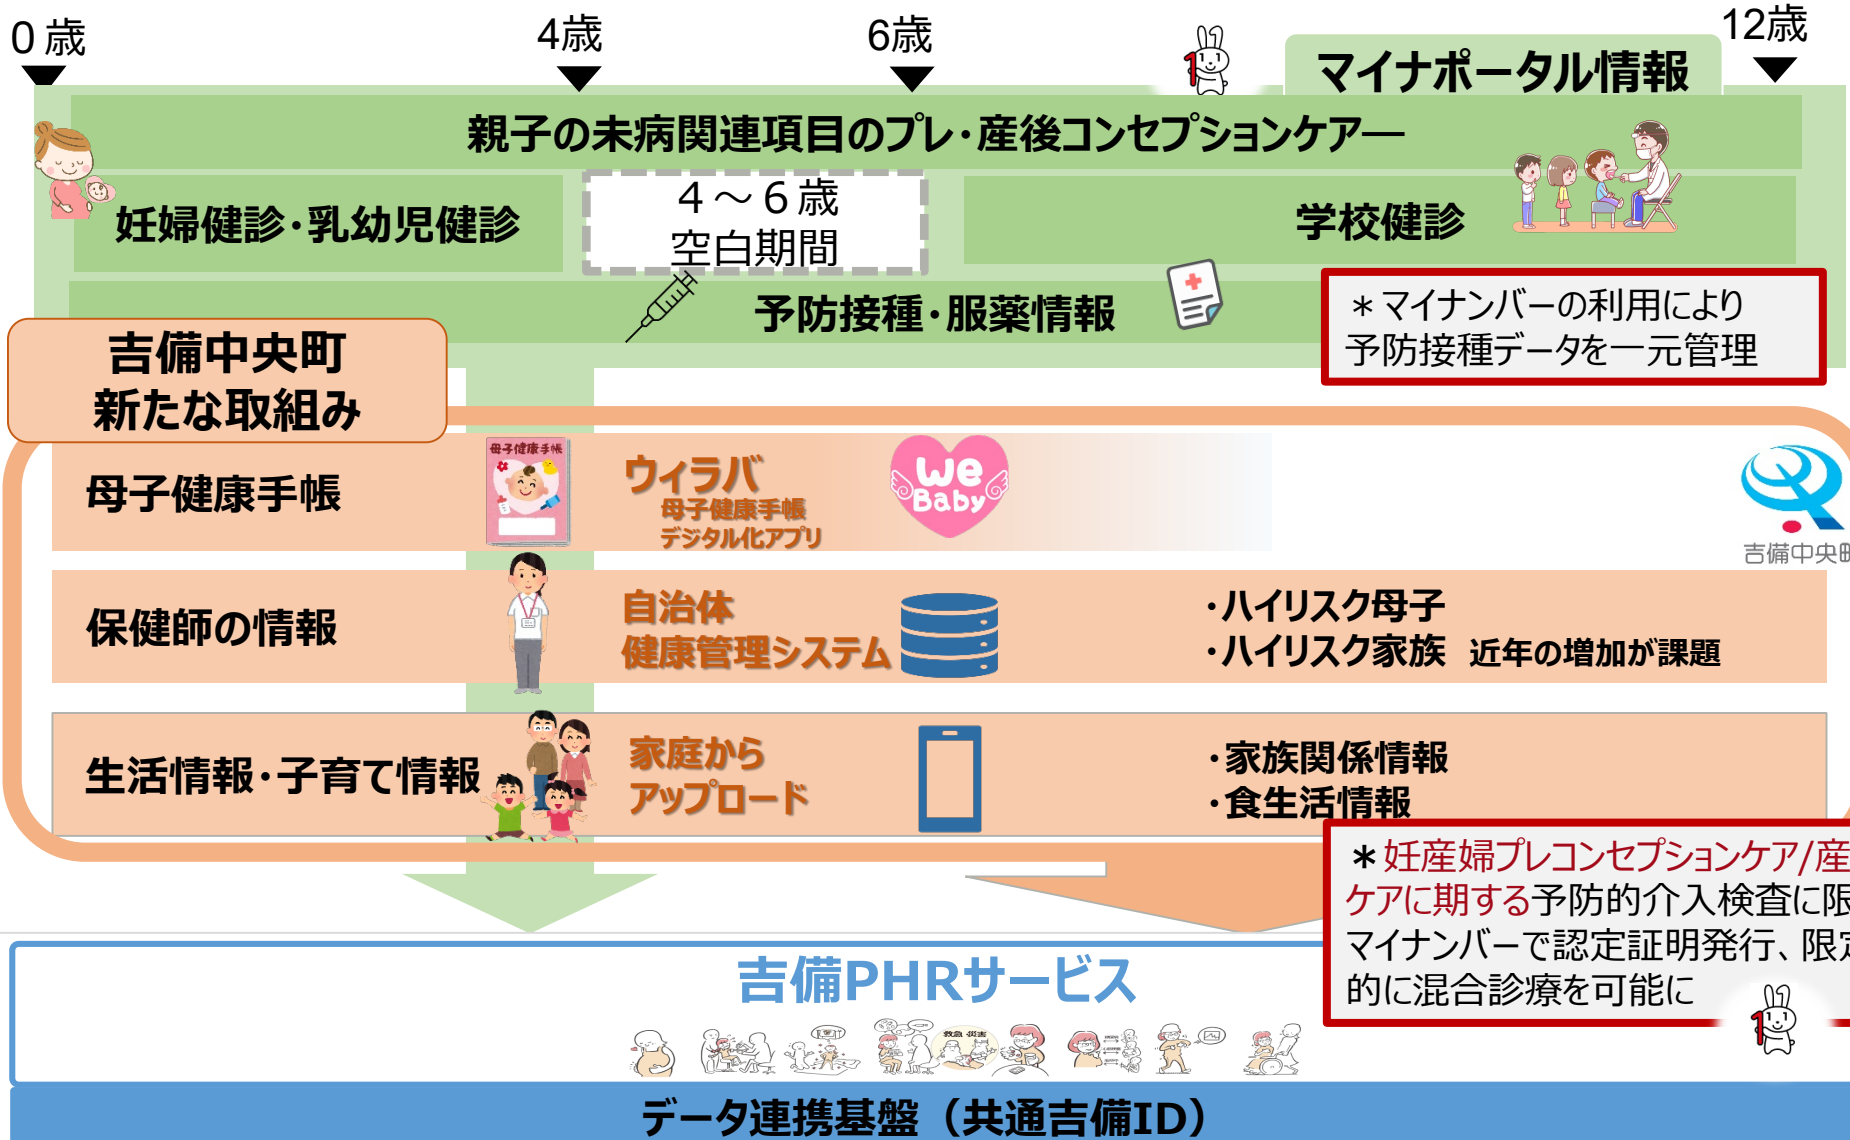 0 歳
4歳
6歳
12歳
マイナポータル情報
親子の未病関連項目のプレ・産後コンセプションケアー
妊婦健診・乳幼児健診
４～６歳
空白期間
学校健診
予防接種・服薬情報
＊マイナンバーの利用により
予防接種データを一元管理
吉備中央町
新たな取組み
母子健康手帳
母子健康手帳
ウィラバ
母子健康手帳
デジタル化アプリ
We
Baby
吉備中央町
保健師の情報
自治体
健康管理システム
・ハイリスク母子
・ハイリスク家族 近年の増加が課題
生活情報・子育て情報
家庭から
アップロード
・家族関係情報
・食生活情報
＊妊産婦プレコンセプションケア/産
ケアに期する予防的介入検査に限
マイナンバーで認定証明発行、限定
的に混合診療を可能に
吉備PHRサービス
救急 災害
データ連携基盤（共通吉備ID）